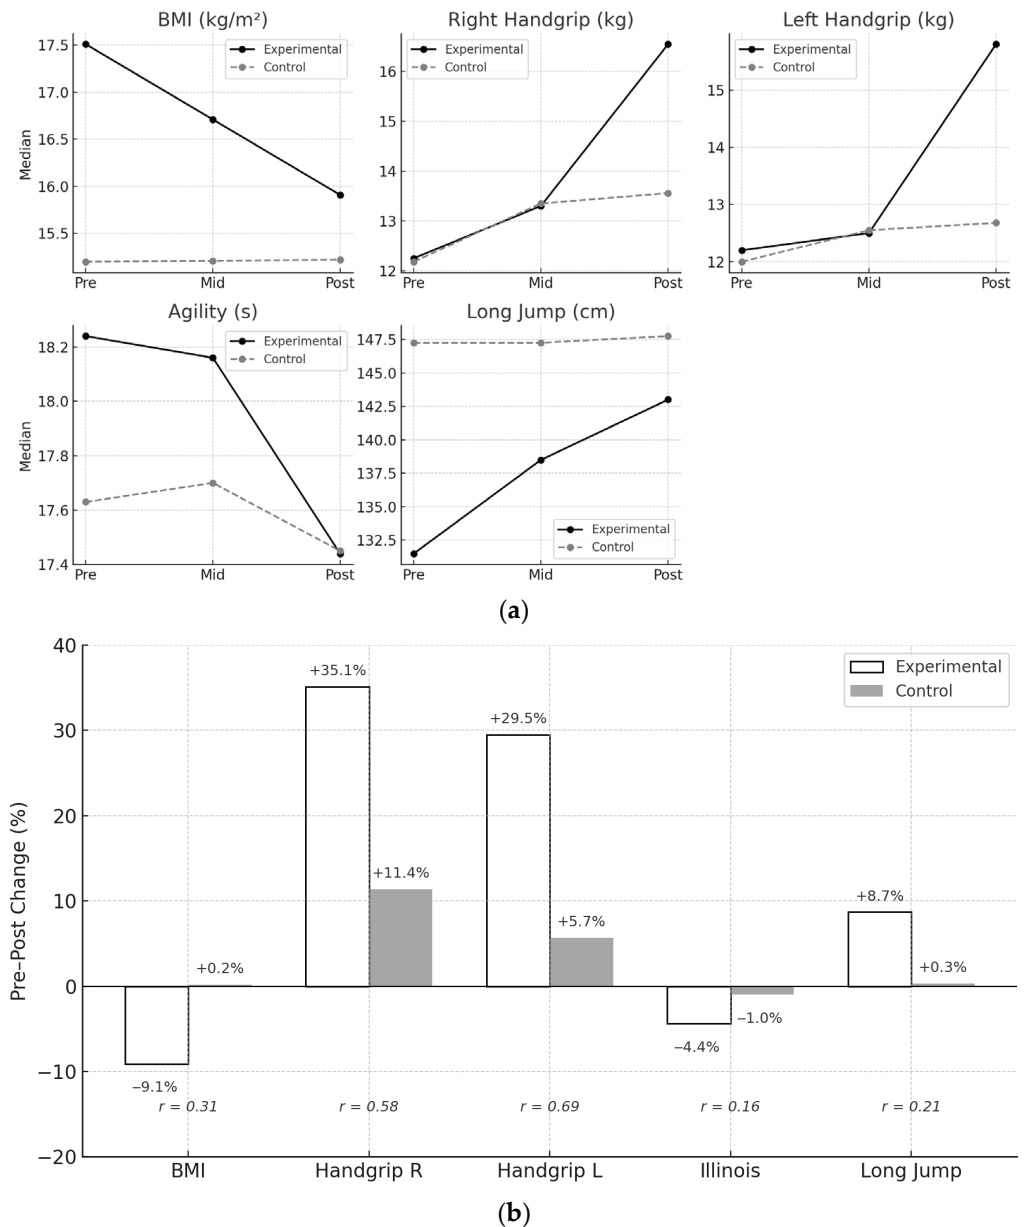 BMI (kg/m²)
Right Handgrip (kg)
Left Handgrip (kg)
Median
17.5
17.0
16.5
16.0
15.5
Experimental
Control
Pre
Mid
Post
16
15
14
13
12
Experimental
Control
Pre
Mid
Post
15
14
13
12
Experimental
Control
Pre
Mid
Post
Agility (s)
Long Jump (cm)
Median
18.2
18.0
17.8
17.6
17.4
Experimental
Control
Pre
Mid
Post
147.5
145.0
142.5
140.0
137.5
135.0
132.5
Experimental
Control
Pre
Mid
Post
(a)
Pre–Post Change (%)
40
30
20
10
0
−10
−20
Experimental
Control
+35.1%
+29.5%
+11.4%
+5.7%
+8.7%
+0.2%
+0.3%
−9.1%
−4.4%
−1.0%
r = 0.31
r = 0.58
r = 0.69
r = 0.16
r = 0.21
BMI
Handgrip R
Handgrip L
Illinois
Long Jump
(b)